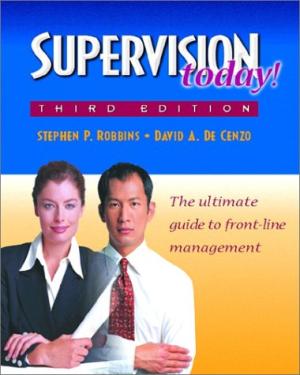 SUPERVISION
today!
THIRD EDITION
STEPHEN P. ROBBINS • DAVID A. DE CENZO
The ultimate
guide to front-line
management